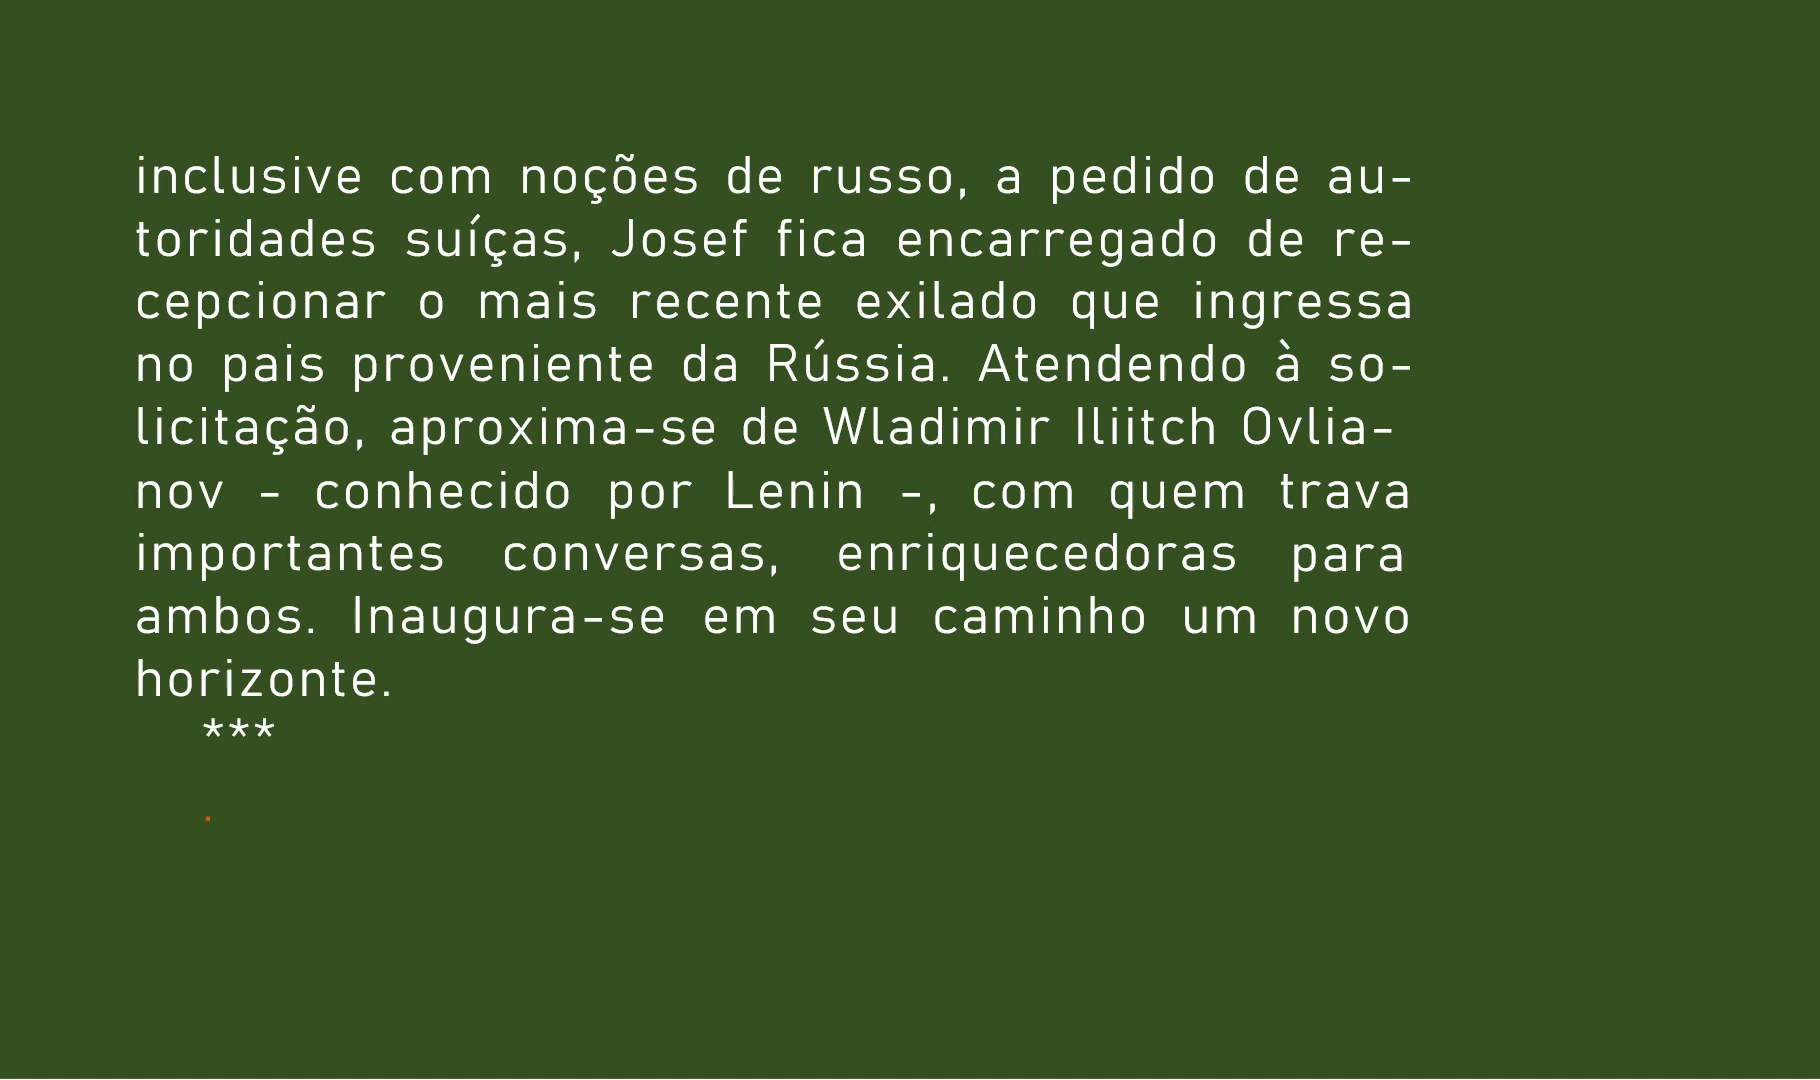 inclusive com noções de russo, a pedido de au-
toridades suíças, Josef fica encarregado de re-
cepcionar o mais recente exilado que ingressa
no pais proveniente da Rússia. Atendendo à so-
licitação, aproxima-se de Wladimir Iliitch Ovlia-
nov - conhecido por Lenin -, com quem trava
importantes conversas, enriquecedoras para
ambos. Inaugura-se em seu caminho um novo
horizonte.
***
.